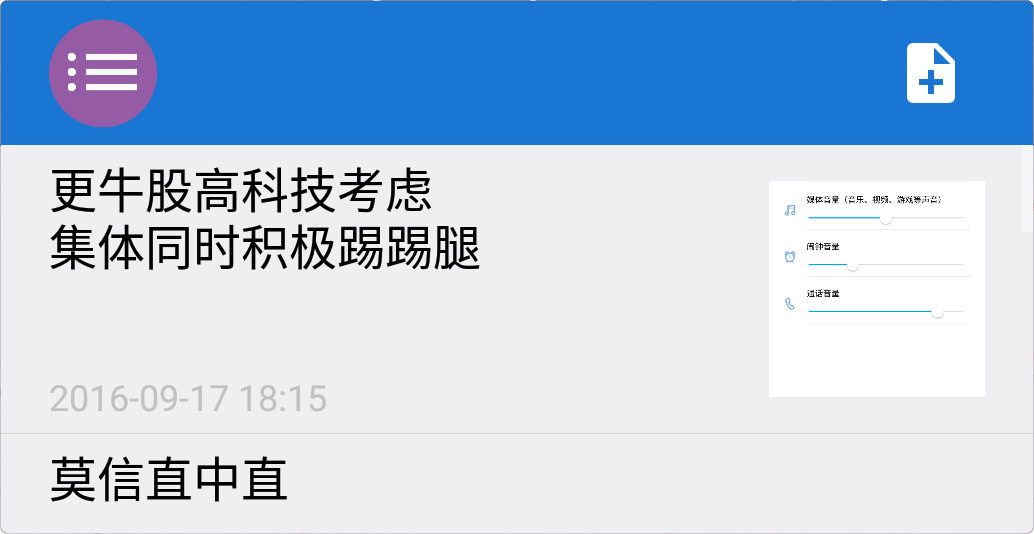 更牛股高科技考虑
集体同时积极踢踢腿
媒体音量（音乐、视频、游戏等声音）
闹钟音量
通话音量
2016-09-17 18:15
莫信直中直